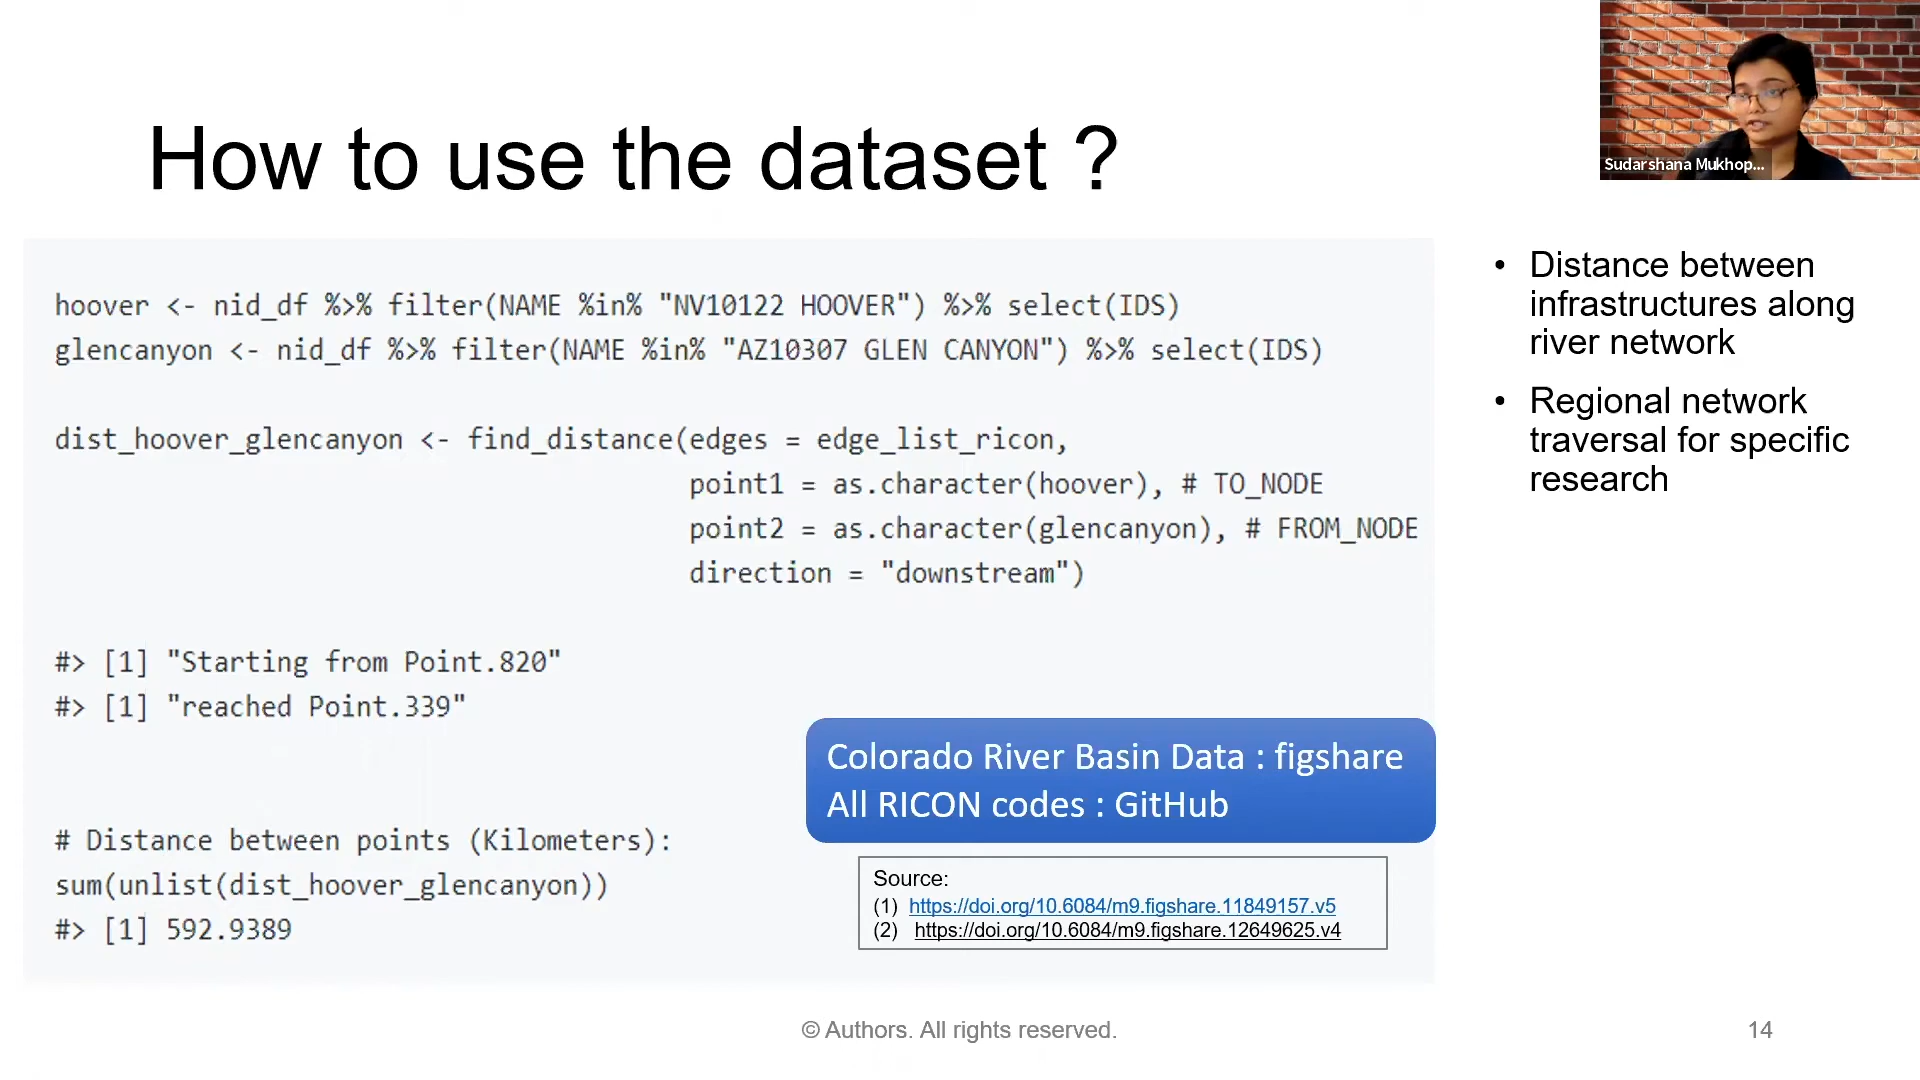 Sudarshana Mukhop...
How to use the dataset ?
hoover <- nid_df %>% filter(NAME %in% "NV10122 HOOVER") %>% select(IDS)
glencanyon <- nid_df %>% filter(NAME %in% "AZ10307 GLEN CANYON") %>% select(IDS)
dist_hoover_glencanyon <- find_distance(edges = edge_list_ricon,
point1 = as.character(hoover), # TO_NODE
point2 = as.character(glencanyon), # FROM_NODE
direction = "downstream")
#> [1] "Starting from Point.820"
#> [1] "reached Point.339"
# Distance between points (Kilometers):
sum(unlist(dist_hoover_glencanyon))
#> [1] 592.9389
Colorado River Basin Data : figshare
All RICON codes : GitHub
Source:
(1) https://doi.org/10.6084/m9.figshare.11849157.v5
(2) https://doi.org/10.6084/m9.figshare.12649625.v4
• Distance between
infrastructures along
river network
• Regional network
traversal for specific
research
© Authors. All rights reserved.
14